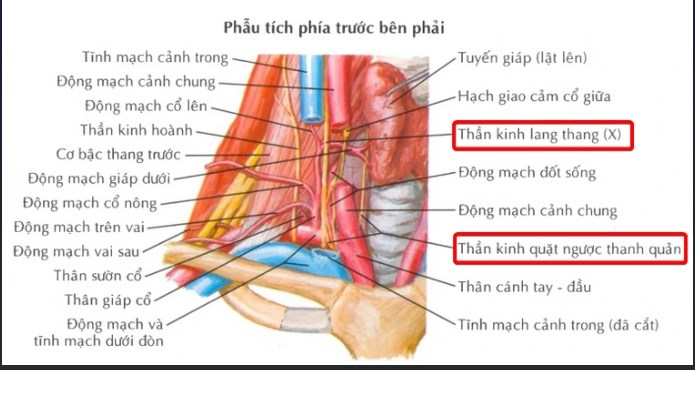 Phẫu tích phía trước bên phải
Tĩnh mạch cảnh trong
Động mạch cảnh chung
Động mạch cổ lên
Thần kinh hoành
Cơ bậc thang trước
Động mạch giáp dưới
Động mạch cổ nông
Động mạch trên vai
Động mạch vai sau
Thân sườn cổ
Thân giáp cổ
Động mạch và
tĩnh mạch dưới đòn
Tuyến giáp (lật lên)
Hạch giao cảm cổ giữa
Thần kinh lang thang (X)
Động mạch đốt sống
Động mạch cảnh chung
Thần kinh quặt ngược thanh quản
Thân cánh tay - đầu
Tĩnh mạch cảnh trong (đã cắt)